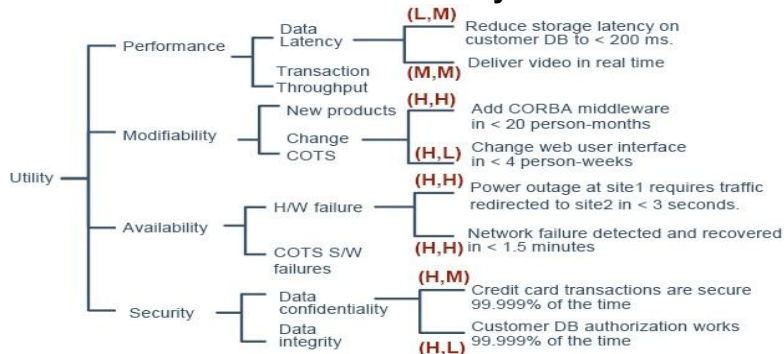 (L,M)
Data
Latency
Reduce storage latency on
customer DB to < 200 ms.
Performance
Deliver video in real time
Transaction
Throughput
(M,M)
New products
(H,H)
Add CORBA middleware
in < 20 person-months
Modifiability
Change
COTS
(H,L)
Change web user interface
in < 4 person-weeks
Utility
(H,H)
H/W failure
Power outage at site1 requires traffic
redirected to site2 in < 3 seconds.
Availability
Network failure detected and recovered
in < 1.5 minutes
(H,H)
COTS S/W
failures
(H,M)
Data
confidentiality
Credit card transactions are secure
99.999% of the time
Security
Data
integrity
Customer DB authorization works
99.999% of the time
(H,L)